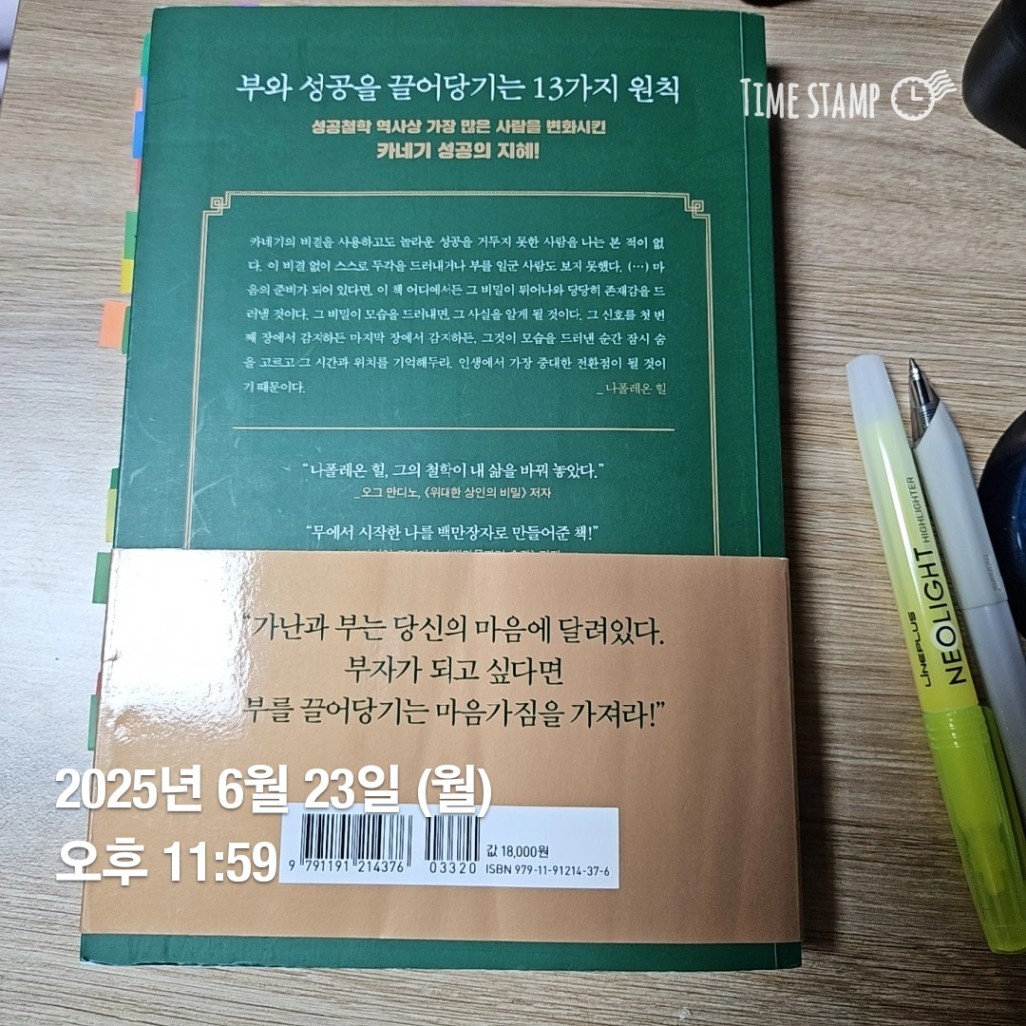 부와 성공을 끌어당기는 13가지 원칙
TIME STAMP
성공철학 역사상 가장 많은 사람을 변화시킨
카네기 성공의 지혜!
카네기의 비결을 사용하고도 놀라운 성공을 거두지 못한 사람을 나는 본 적이 없
다. 이 비결 없이 스스로 두각을 드러내거나 부를 일군 사람도 보지 못했다. (…) 마
음의 준비가 되어 있다면, 이 책 어디에서든 그 비밀이 튀어나와 당당히 존재감을 드
러낼 것이다. 그 비밀이 모습을 드러내면, 그 사실을 알게 될 것이다. 그 신호를 첫 번
째 장에서 감지하든 마지막 장에서 감지하든, 그것이 모습을 드러낸 순간 잠시 숨
을 고르고 그 시간과 위치를 기억해두라. 인생에서 가장 중대한 전환점이 될 것이
기 때문이다.
_ 나폴레온 힐
“나폴레온 힐, 그의 철학이 내 삶을 바꿔 놓았다.”
_ 오그 만디노, 《위대한 상인의 비밀》 저자
“무에서 시작한 나를 백만장자로 만들어준 책!”
“가난과 부는 당신의 마음에 달려있다.
부자가 되고 싶다면
부를 끌어당기는 마음가짐을 가져라!”
2025년 6월 23일 (월)
오후 11:59
값 18,000원
ISBN 979-11-91214-37-6
9 791191 214376
03320
UNEPLUS
NEOLIGHT
HIGHLIGHTER